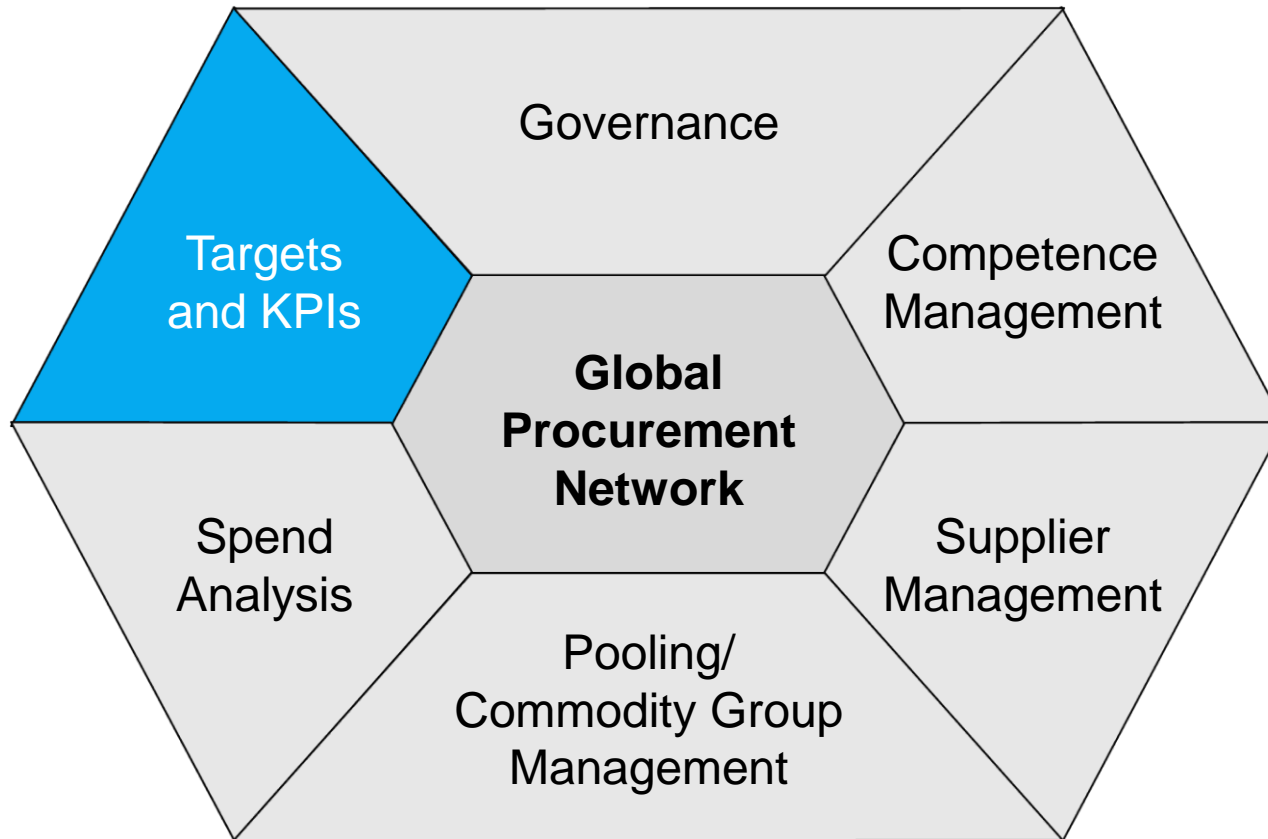 Governance
Targets
and KPIs
Competence
Management
Global
Procurement
Network
Spend
Analysis
Supplier
Management
Pooling/
Commodity Group
Management